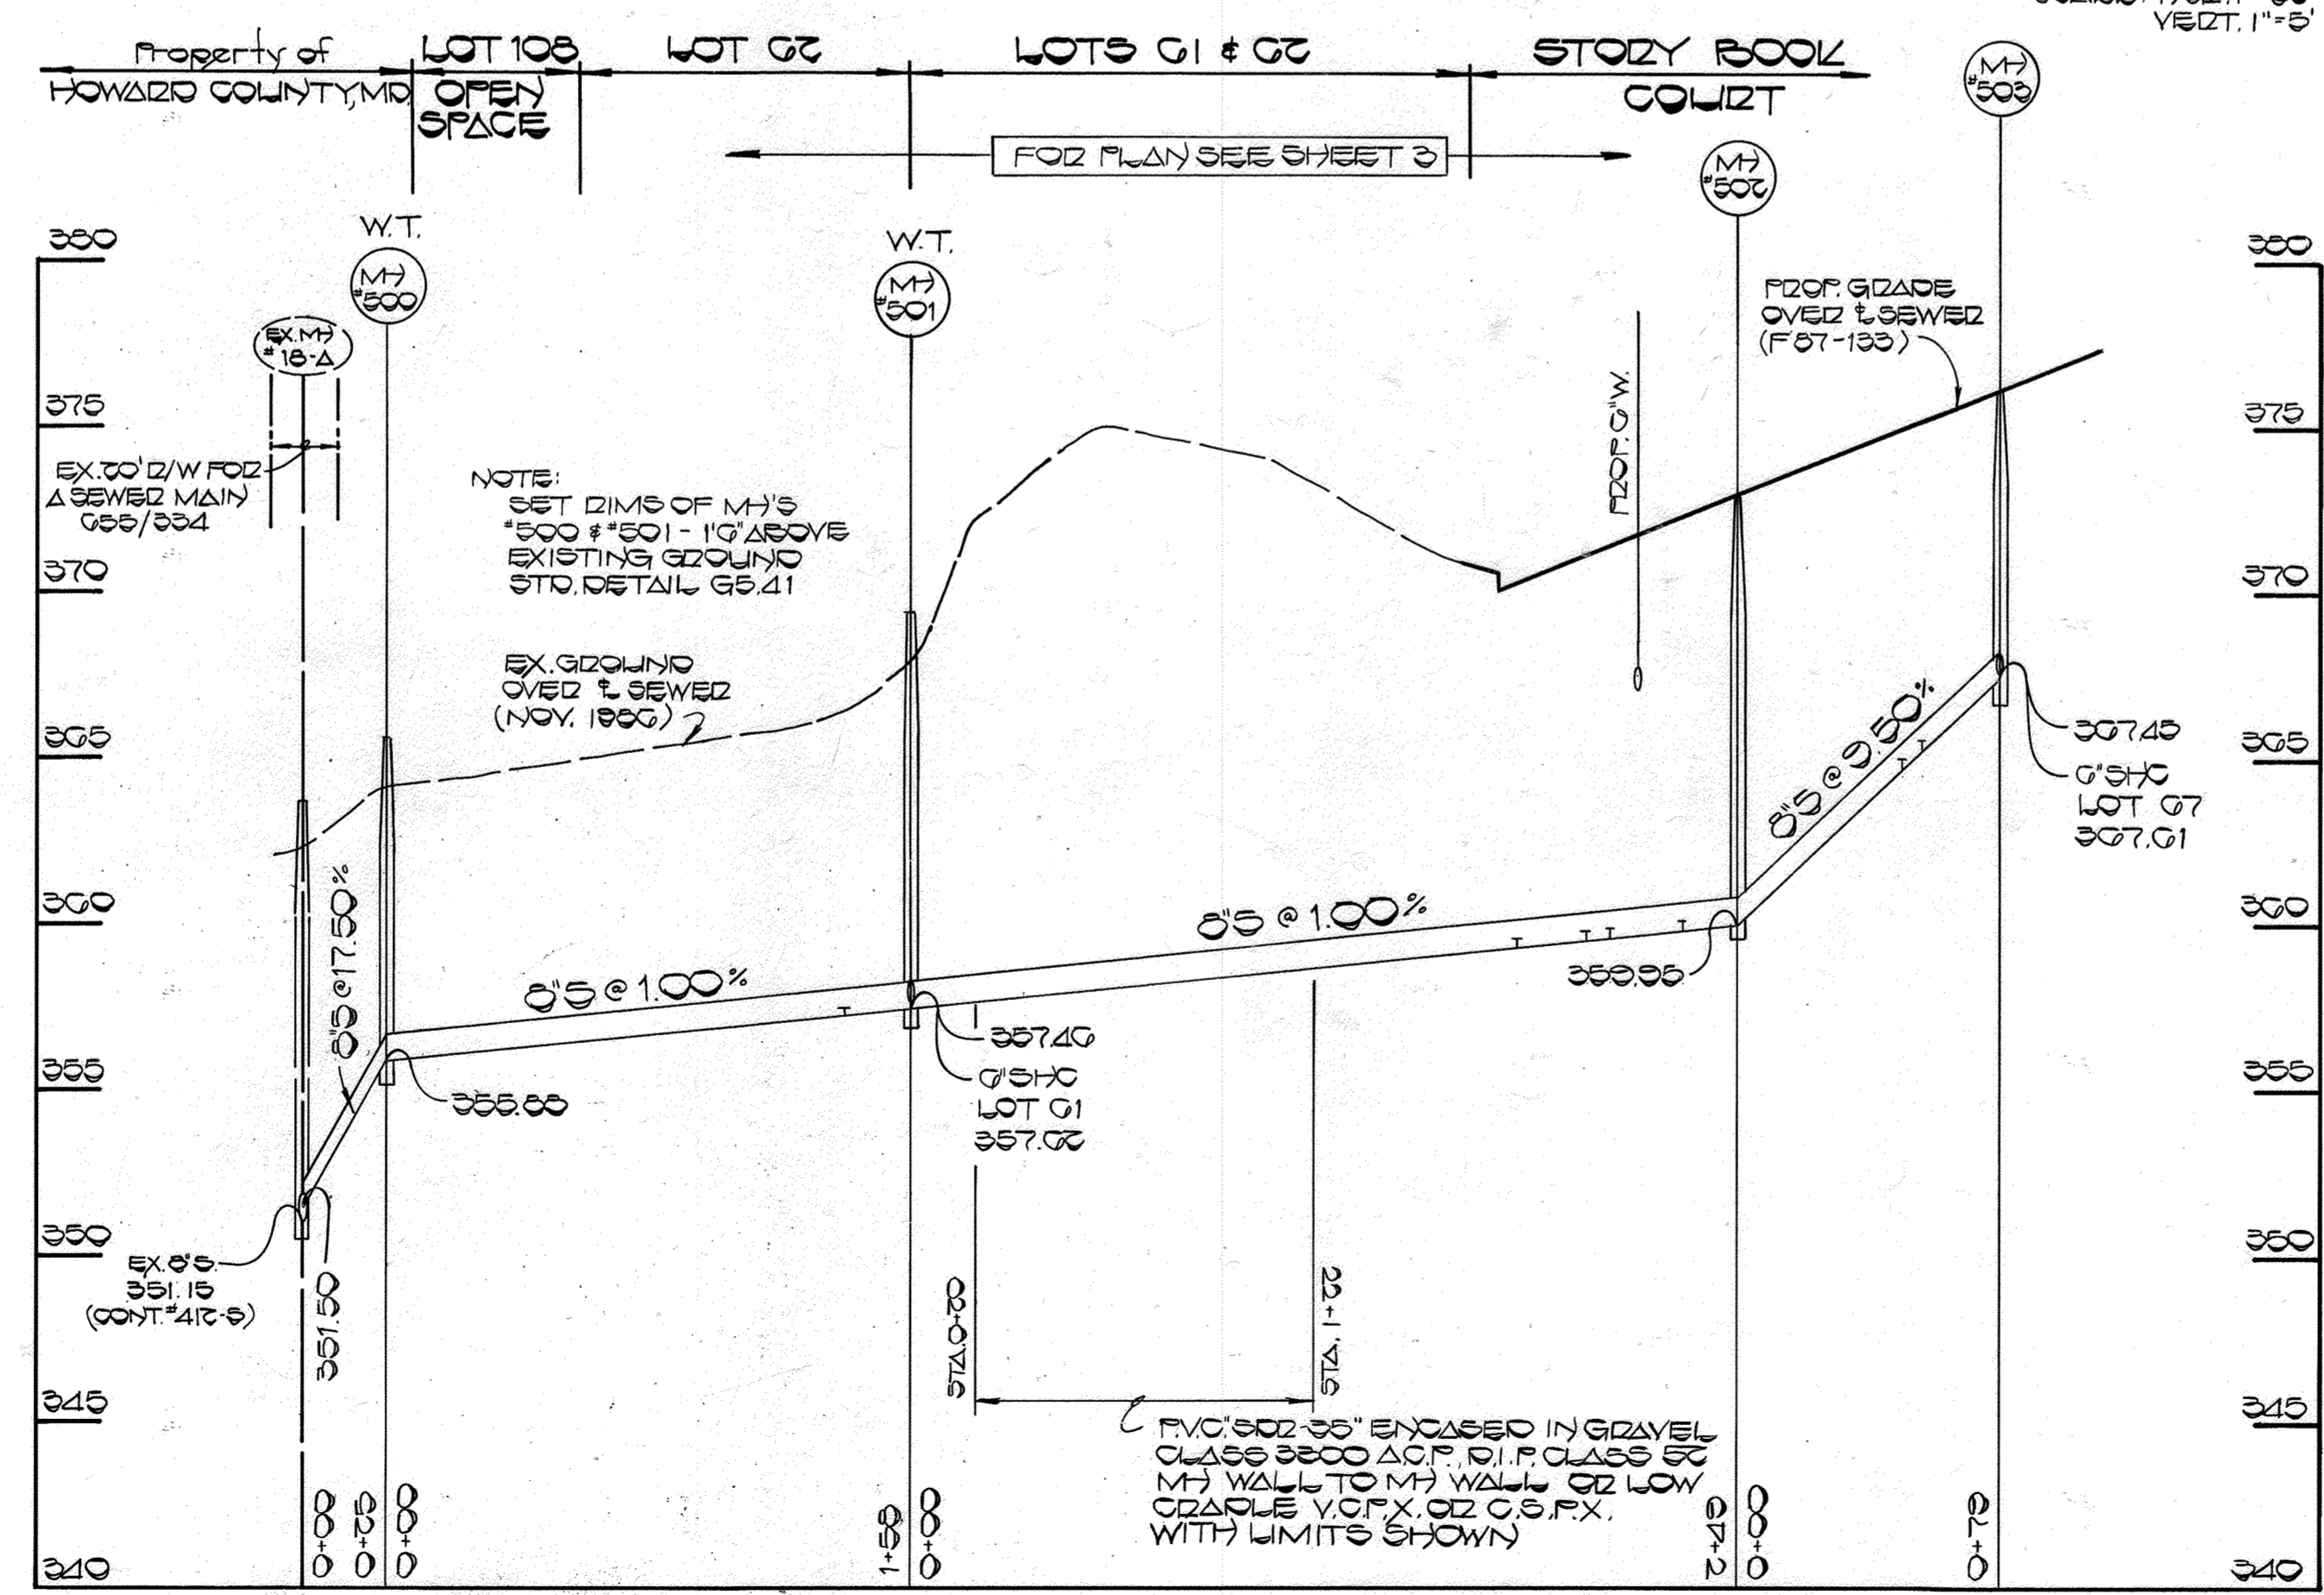 VERT. 1"=5'
Property of
HOWARD COUNTY, MD.
LOT 108
OPEN
SPACE
LOT 62
LOTS 61 & 62
STORY BOOK
COURT
FOR PLAN SEE SHEET 3
MH
#503
MH
#502
W.T.
MH
#500
W.T.
MH
#501
EX. MH
#18-A
380
375
370
365
360
355
350
345
340
EX. 20' R/W FOR
A SEWER MAIN
655/334
NOTE:
SET RIMS OF MH'S
#500 & #501 - 1'6" ABOVE
EXISTING GROUND
STD. DETAIL G5.41
EX. GROUND
OVER ℄ SEWER
(NOV. 1986)
PROP. 6" W.
PROP. GRADE
OVER ℄ SEWER
(F87-133)
8"S @ 17.50%
8"S @ 1.00%
8"S @ 1.00%
8"S @ 9.50%
367.45
6" SHC
LOT 67
367.61
359.95
357.46
6" SHC
LOT 61
357.62
355.88
EX. 8"S.
351.15
(CONT. #412-S)
351.50
STA. 0+20
STA. 1+22
P.V.C. "SDR-35" ENCASED IN GRAVEL
CLASS 3300 A.C.P., D.I.P. CLASS 52
MH WALL TO MH WALL OR LOW
CRADLE V.C.P.X. OR C.S.P.X.
WITH LIMITS SHOWN
0+00
0+25
0+00
1+58
0+00
2+49
0+00
0+79
380
375
370
365
360
355
350
345
340